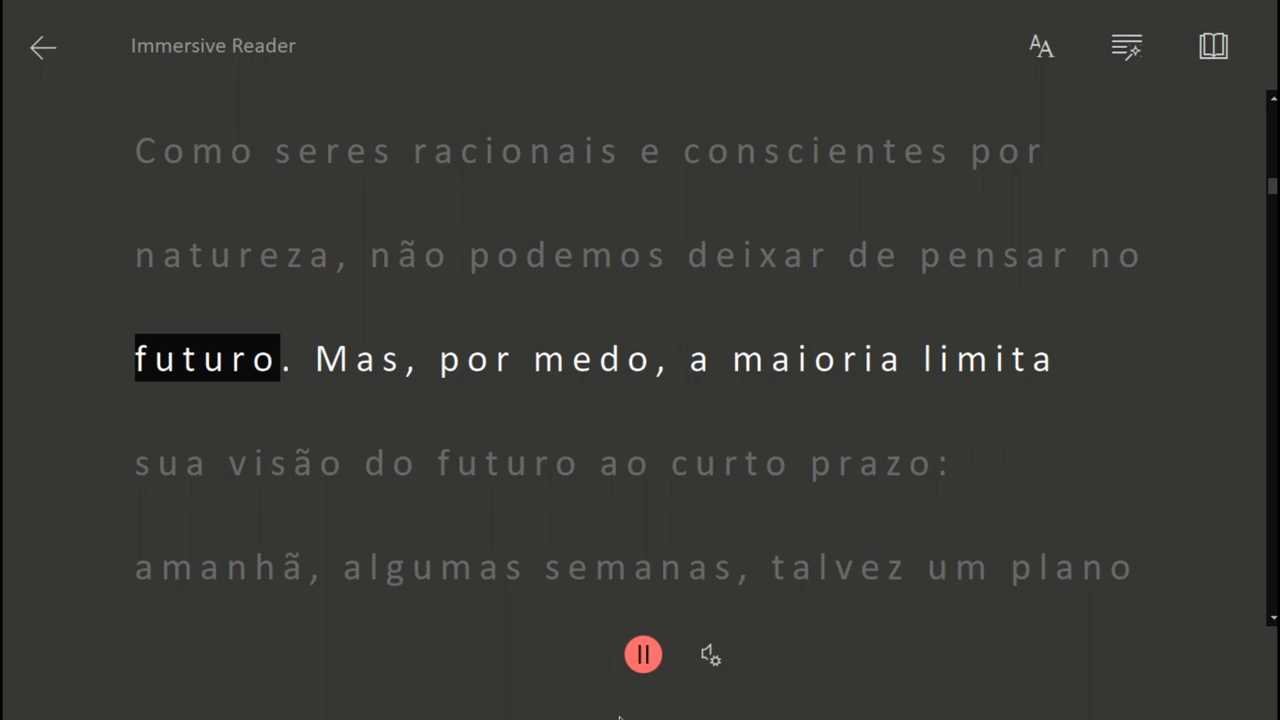 Immersive Reader
Como seres racionais e conscientes por
natureza, não podemos deixar de pensar no
futuro. Mas, por medo, a maioria limita
sua visão do futuro ao curto prazo:
amanhã, algumas semanas, talvez um plano